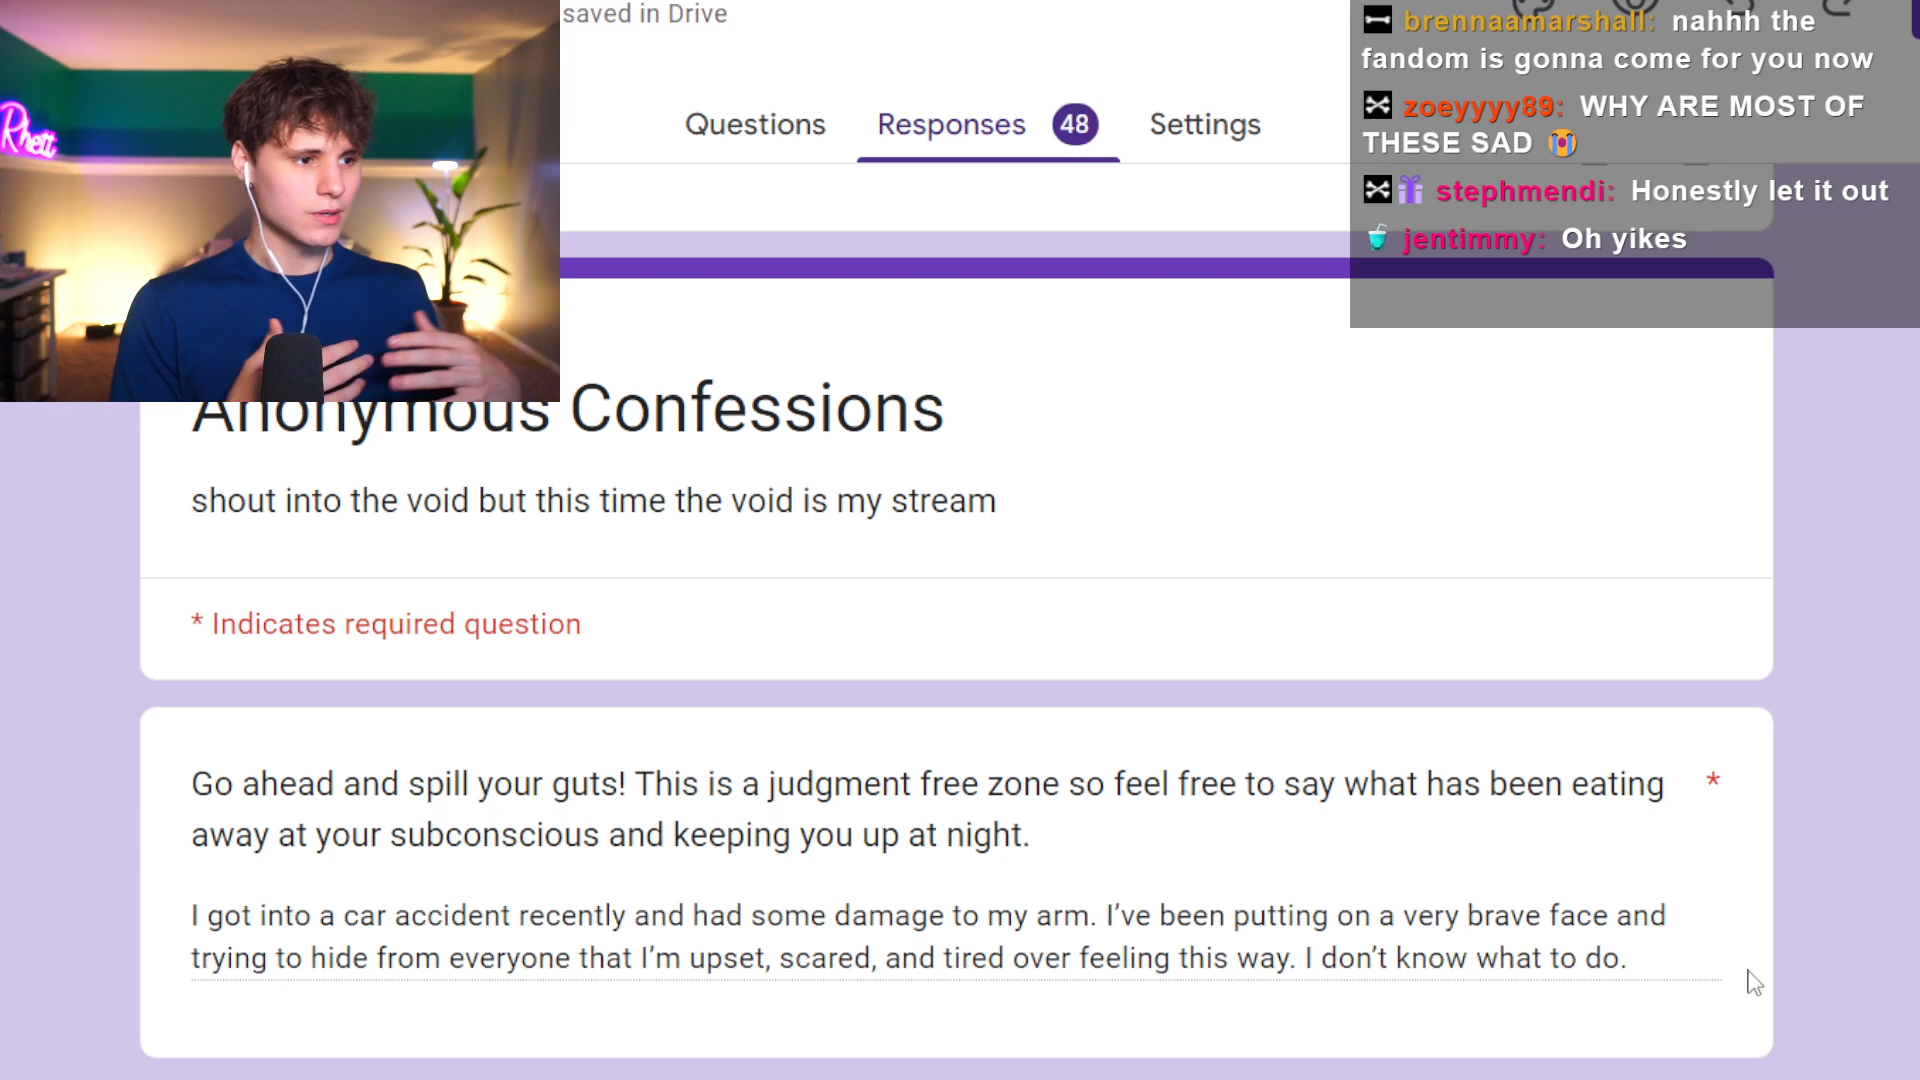 Rhett
saved in Drive
Questions
Responses 48
Settings
brennaamarshall: nahhh the
fandom is gonna come for you now
zoeyyyy89: WHY ARE MOST OF
THESE SAD 😭
stephmendi: Honestly let it out
jentimmy: Oh yikes
Anonymous Confessions
shout into the void but this time the void is my stream
* Indicates required question
Go ahead and spill your guts! This is a judgment free zone so feel free to say what has been eating *
away at your subconscious and keeping you up at night.
I got into a car accident recently and had some damage to my arm. I've been putting on a very brave face and
trying to hide from everyone that I'm upset, scared, and tired over feeling this way. I don't know what to do.